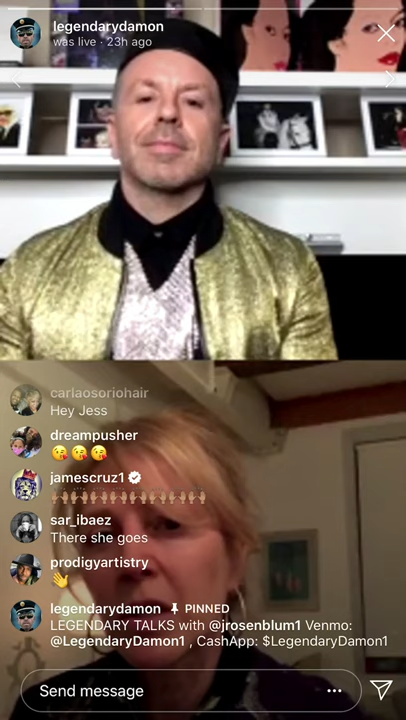 legendarydamon
was live · 23h ago
carlaosoriohair
Hey Jess
dreampusher
😘😘😘
jamescruz1
🙌🏽🙌🏽🙌🏽🙌🏽🙌🏽🙌🏽🙌🏽🙌🏽🙌🏽🙌🏽🙌🏽🙌🏽
sar_ibaez
There she goes
prodigyartistry
👋
legendarydamon PINNED
LEGENDARY TALKS with @jrosenblum1 Venmo:
@LegendaryDamon1 , CashApp: $LegendaryDamon1
Send message